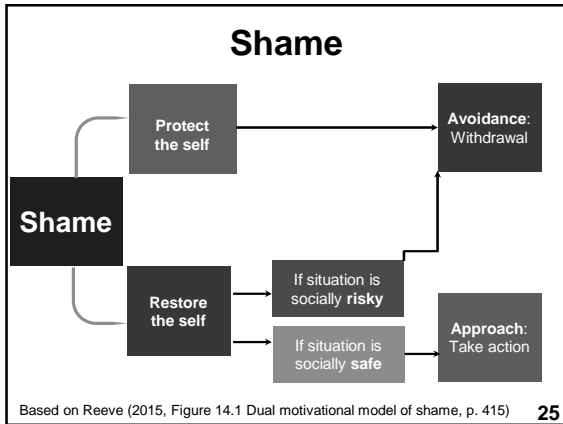 Shame
Protect
the self
Avoidance:
Withdrawal
Shame
Restore
the self
If situation is
socially risky
If situation is
socially safe
Approach:
Take action
Based on Reeve (2015, Figure 14.1 Dual motivational model of shame, p. 415)
25